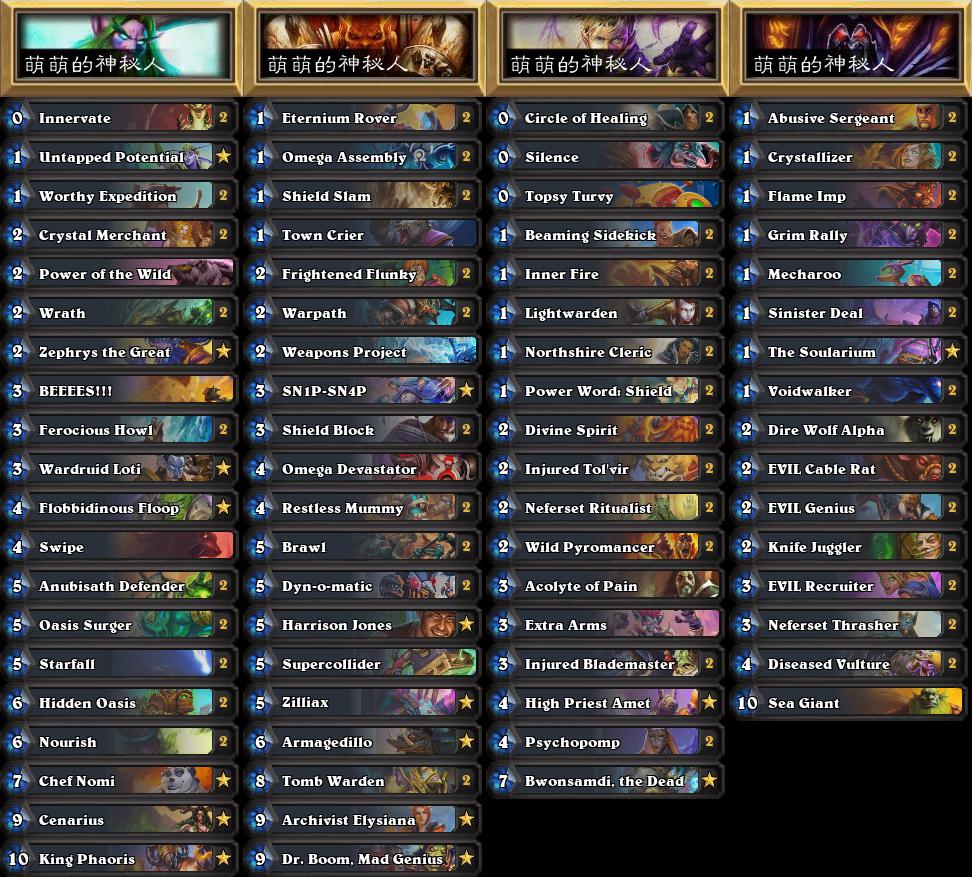 萌萌的神秘人
0 Innervate 2
1 Untapped Potential
1 Worthy Expedition 2
2 Crystal Merchant 2
2 Power of the Wild
2 Wrath 2
2 Zephrys the Great
3 BEEEES!!!
3 Ferocious Howl 2
3 Wardruid Loti
4 Flobbidinous Floop
4 Swipe
5 Anubisath Defender 2
5 Oasis Surger 2
5 Starfall 2
6 Hidden Oasis 2
6 Nourish 2
7 Chef Nomi
9 Cenarius
10 King Phaoris
萌萌的神秘人
1 Eternium Rover 2
1 Omega Assembly 2
1 Shield Slam 2
1 Town Crier
2 Frightened Flunky 2
2 Warpath 2
2 Weapons Project
3 SN1P-SN4P
3 Shield Block 2
4 Omega Devastator
4 Restless Mummy 2
5 Brawl 2
5 Dyn-o-matic 2
5 Harrison Jones
5 Supercollider
5 Zilliax
6 Armagedillo
8 Tomb Warden 2
9 Archivist Elysiana
9 Dr. Boom, Mad Genius
萌萌的神秘人
0 Circle of Healing 2
0 Silence
0 Topsy Turvy
1 Beaming Sidekick 2
1 Inner Fire 2
1 Lightwarden 2
1 Northshire Cleric 2
1 Power Word: Shield 2
2 Divine Spirit 2
2 Injured Tol'vir 2
2 Neferset Ritualist 2
2 Wild Pyromancer 2
3 Acolyte of Pain
3 Extra Arms
3 Injured Blademaster 2
4 High Priest Amet
4 Psychopomp 2
7 Bwonsamdi, the Dead
萌萌的神秘人
1 Abusive Sergeant 2
1 Crystallizer 2
1 Flame Imp 2
1 Grim Rally 2
1 Mecharoo 2
1 Sinister Deal 2
1 The Soularium
1 Voidwalker 2
2 Dire Wolf Alpha 2
2 EVIL Cable Rat 2
2 EVIL Genius 2
2 Knife Juggler 2
3 EVIL Recruiter 2
3 Neferset Thrasher 2
4 Diseased Vulture 2
10 Sea Giant